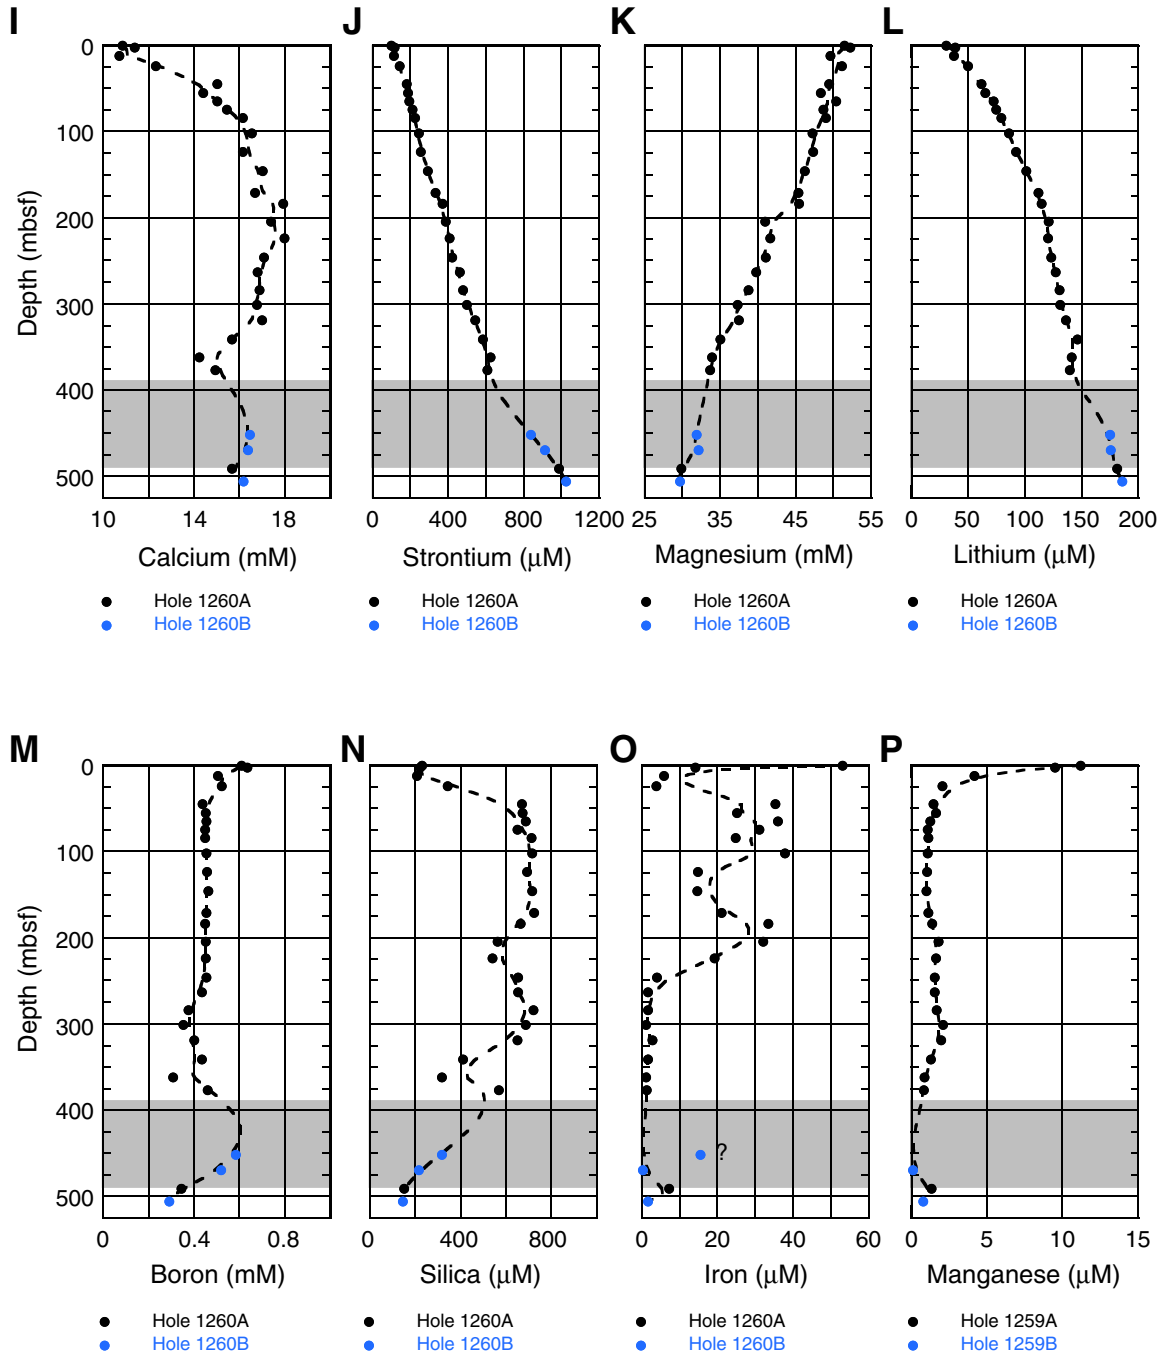 I J K L
0
100
200
300
400
500
Depth (mbsf)
10 14 18 0 400 800 1200 25 35 45 55 0 50 100 150 200
Calcium (mM) Strontium (μM) Magnesium (mM) Lithium (μM)
Hole 1260A Hole 1260A Hole 1260A Hole 1260A
Hole 1260B Hole 1260B Hole 1260B Hole 1260B
M N O P
0
100
200
300
400
500
Depth (mbsf)
?
0 0.4 0.8 0 400 800 0 20 40 60 0 5 10 15
Boron (mM) Silica (μM) Iron (μM) Manganese (μM)
Hole 1260A Hole 1260A Hole 1260A Hole 1259A
Hole 1260B Hole 1260B Hole 1260B Hole 1259B